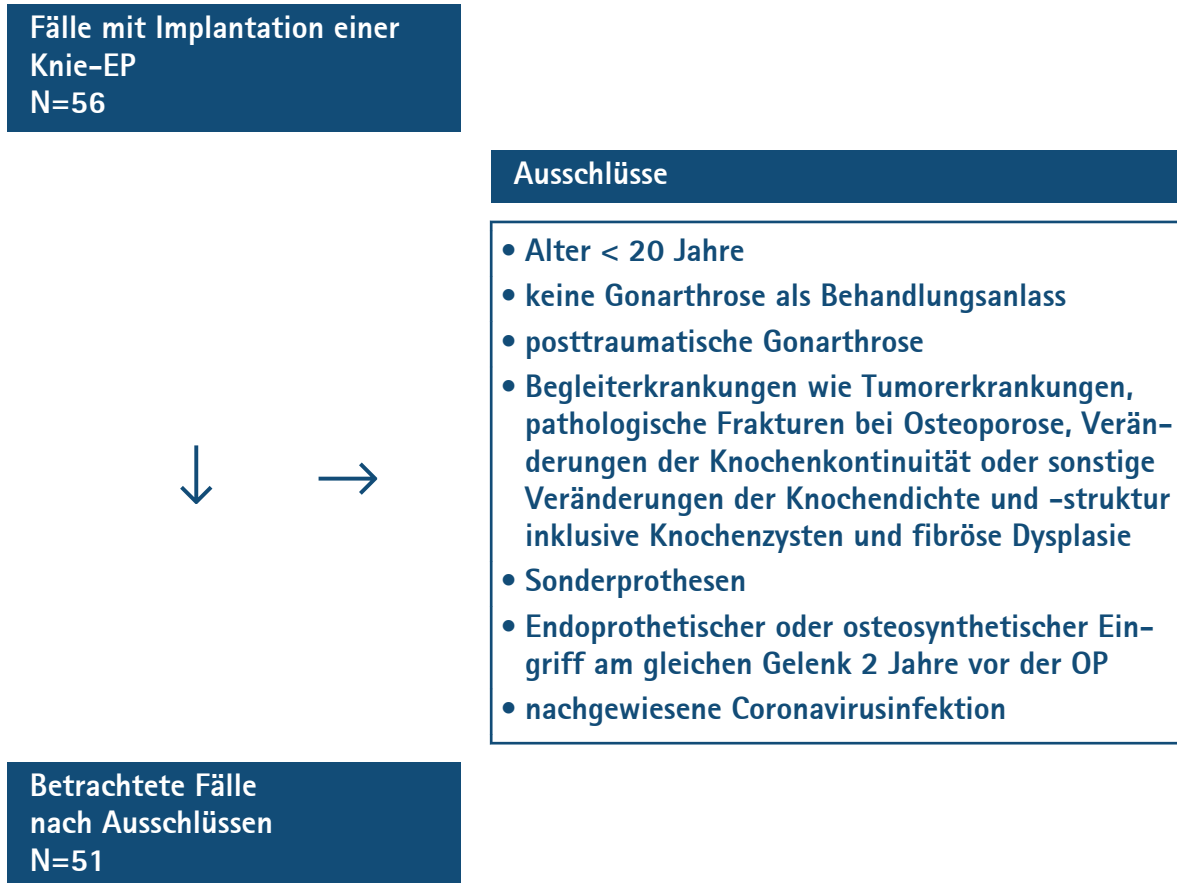 Fälle mit Implantation einer
Knie-EP
N=56
Ausschlüsse
• Alter < 20 Jahre
• keine Gonarthrose als Behandlungsanlass
• posttraumatische Gonarthrose
• Begleiterkrankungen wie Tumorerkrankungen,
pathologische Frakturen bei Osteoporose, Verän-
derungen der Knochenkontinuität oder sonstige
Veränderungen der Knochendichte und -struktur
inklusive Knochenzysten und fibröse Dysplasie
• Sonderprothesen
• Endoprothetischer oder osteosynthetischer Ein-
griff am gleichen Gelenk 2 Jahre vor der OP
• nachgewiesene Coronavirusinfektion
Betrachtete Fälle
nach Ausschlüssen
N=51